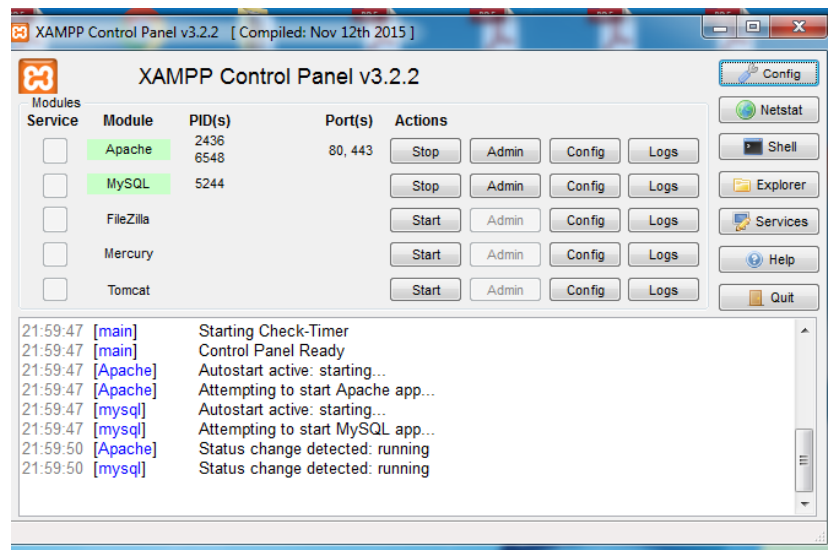 XAMPP Control Panel v3.2.2 [ Compiled: Nov 12th 2015 ]
XAMPP Control Panel v3.2.2
Config
Modules
Service Module PID(s) Port(s) Actions
Netstat
Apache 2436 6548 80, 443 Stop Admin Config Logs
Shell
MySQL 5244 Stop Admin Config Logs
Explorer
FileZilla Start Admin Config Logs
Services
Mercury Start Admin Config Logs
Help
Tomcat Start Admin Config Logs
Quit
21:59:47 [main] Starting Check-Timer
21:59:47 [main] Control Panel Ready
21:59:47 [Apache] Autostart active: starting...
21:59:47 [Apache] Attempting to start Apache app...
21:59:47 [mysql] Autostart active: starting...
21:59:47 [mysql] Attempting to start MySQL app...
21:59:50 [Apache] Status change detected: running
21:59:50 [mysql] Status change detected: running